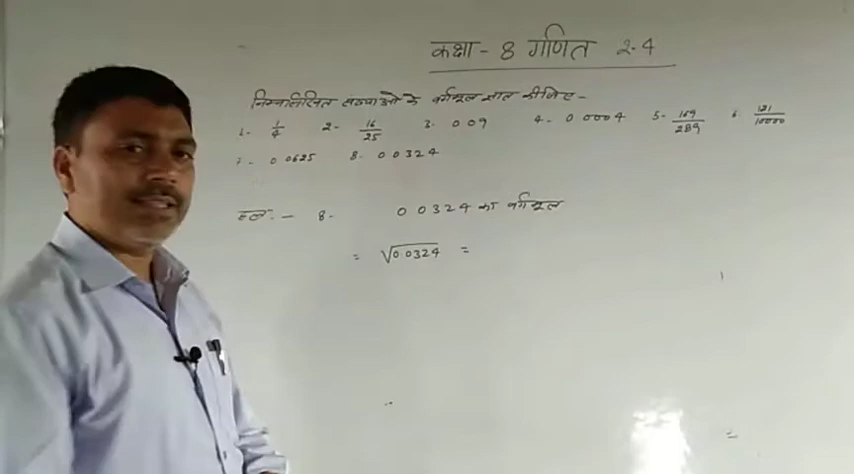 कक्षा - 8 गणित 2.4
निम्नलिखित संख्याओं के वर्गमूल ज्ञात कीजिए -
1- 1/4 2- 16/25 3- 0.09 4- 0.0004 5- 169/289 6- 121/10000
7- 0.0625 8- 0.0324
हल :- 8- 0.0324 का वर्गमूल
= √0.0324 =